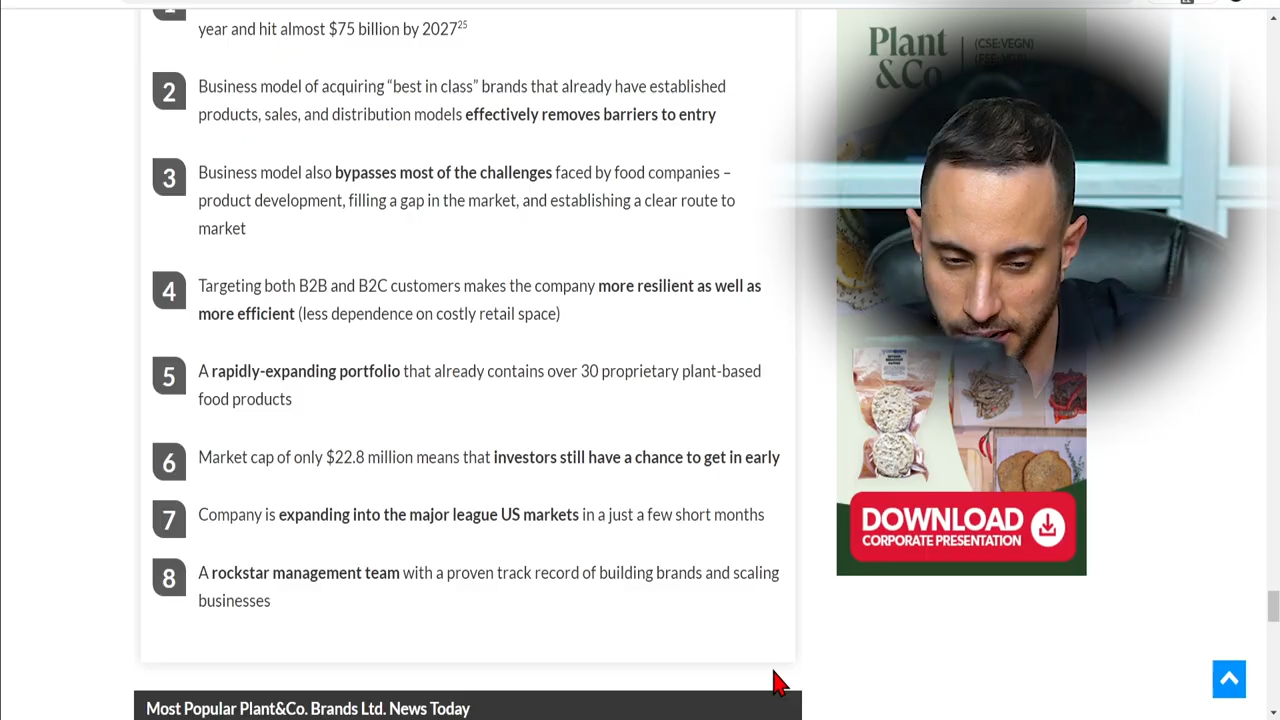 year and hit almost $75 billion by 2027²⁵
2
Business model of acquiring “best in class” brands that already have established
products, sales, and distribution models effectively removes barriers to entry
3
Business model also bypasses most of the challenges faced by food companies –
product development, filling a gap in the market, and establishing a clear route to
market
4
Targeting both B2B and B2C customers makes the company more resilient as well as
more efficient (less dependence on costly retail space)
5
A rapidly-expanding portfolio that already contains over 30 proprietary plant-based
food products
6
Market cap of only $22.8 million means that investors still have a chance to get in early
7
Company is expanding into the major league US markets in a just a few short months
8
A rockstar management team with a proven track record of building brands and scaling
businesses
Most Popular Plant&Co. Brands Ltd. News Today
Plant
&Co
(CSE:VEGN)
DOWNLOAD
CORPORATE PRESENTATION